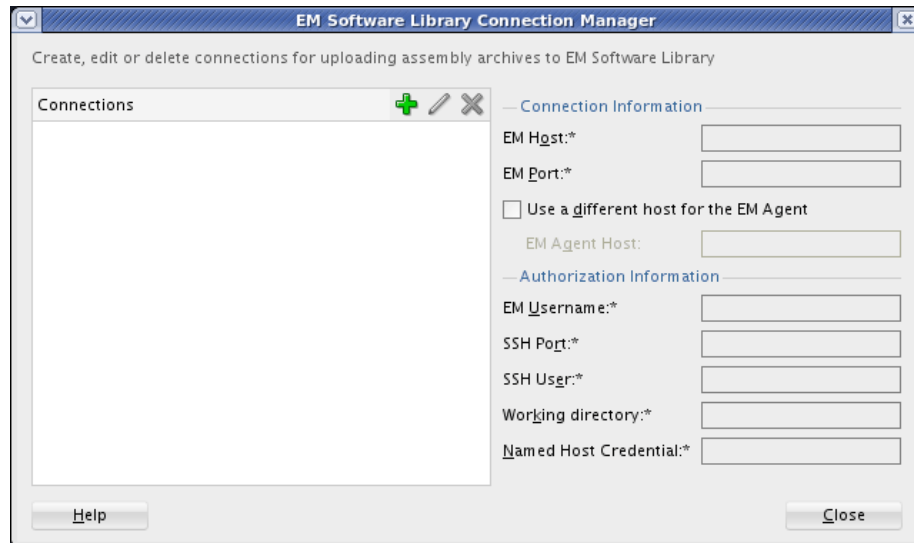 EM Software Library Connection Manager
Create, edit or delete connections for uploading assembly archives to EM Software Library
Connections
Connection Information
EM Host:*
EM Port:*
Use a different host for the EM Agent
EM Agent Host:
Authorization Information
EM Username:*
SSH Port:*
SSH User:*
Working directory:*
Named Host Credential:*
Help
Close